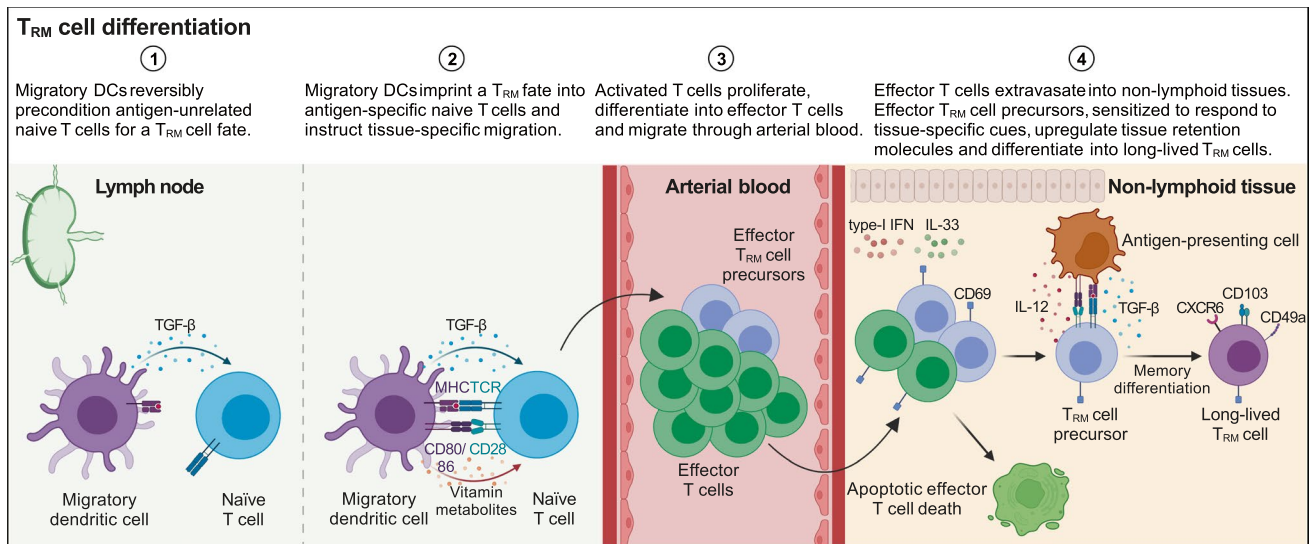 TRM cell differentiation
1
Migratory DCs reversibly
precondition antigen-unrelated
naive T cells for a TRM cell fate.
2
Migratory DCs imprint a TRM fate into
antigen-specific naive T cells and
instruct tissue-specific migration.
3
Activated T cells proliferate,
differentiate into effector T cells
and migrate through arterial blood.
4
Effector T cells extravasate into non-lymphoid tissues.
Effector TRM cell precursors, sensitized to respond to
tissue-specific cues, upregulate tissue retention
molecules and differentiate into long-lived TRM cells.
Lymph node
TGF-β
Migratory
dendritic cell
Naïve
T cell
TGF-β
MHC TCR
CD80/ CD28
86
Vitamin
metabolites
Migratory
dendritic cell
Naïve
T cell
Arterial blood
Effector
TRM cell
precursors
Effector
T cells
Non-lymphoid tissue
type-I IFN
IL-33
CD69
Antigen-presenting cell
IL-12
TGF-β
TRM cell
precursor
Memory
differentiation
CXCR6
CD103
CD49a
Long-lived
TRM cell
Apoptotic effector
T cell death